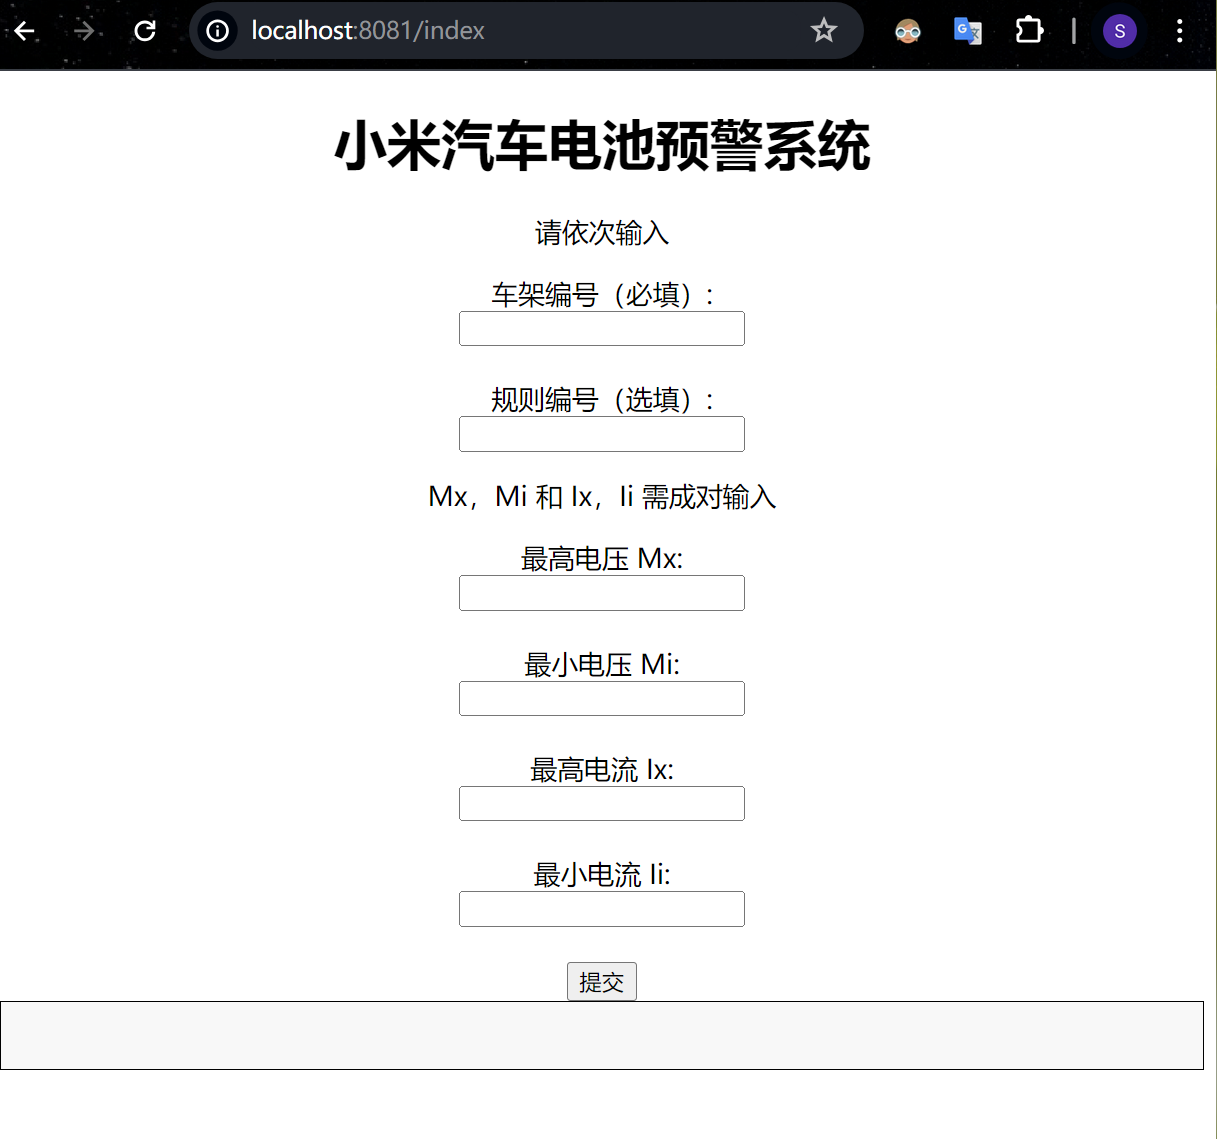 localhost:8081/index
S
小米汽车电池预警系统
请依次输入
车架编号（必填）:
规则编号（选填）:
Mx，Mi 和 Ix，Ii 需成对输入
最高电压 Mx:
最小电压 Mi:
最高电流 Ix:
最小电流 Ii:
提交